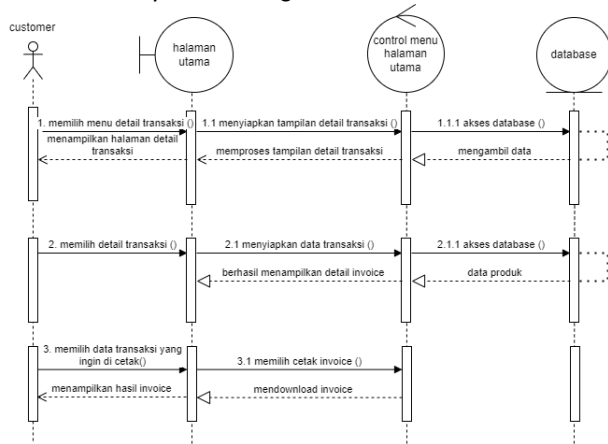 customer
halaman
utama
control menu
halaman
utama
database
1. memilih menu detail transaksi ()
1.1 menyiapkan tampilan detail transaksi ()
1.1.1 akses database ()
menampilkan halaman detail
transaksi
memproses tampilan detail transaksi
mengambil data
2. memilih detail transaksi ()
2.1 menyiapkan data transaksi ()
2.1.1 akses database ()
berhasil menampilkan detail invoice
data produk
3. memilih data transaksi yang
ingin di cetak()
3.1 memilih cetak invoice ()
menampilkan hasil invoice
mendownload invoice